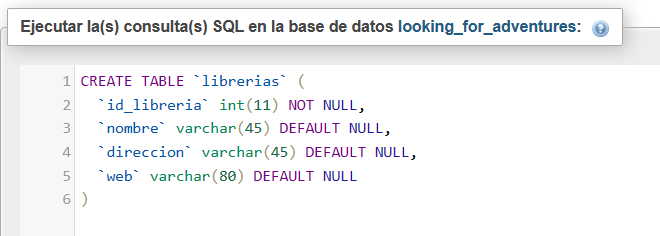 Ejecutar la(s) consulta(s) SQL en la base de datos looking_for_adventures:
1 CREATE TABLE `librerias` (
2   `id_libreria` int(11) NOT NULL,
3   `nombre` varchar(45) DEFAULT NULL,
4   `direccion` varchar(45) DEFAULT NULL,
5   `web` varchar(80) DEFAULT NULL
6 )